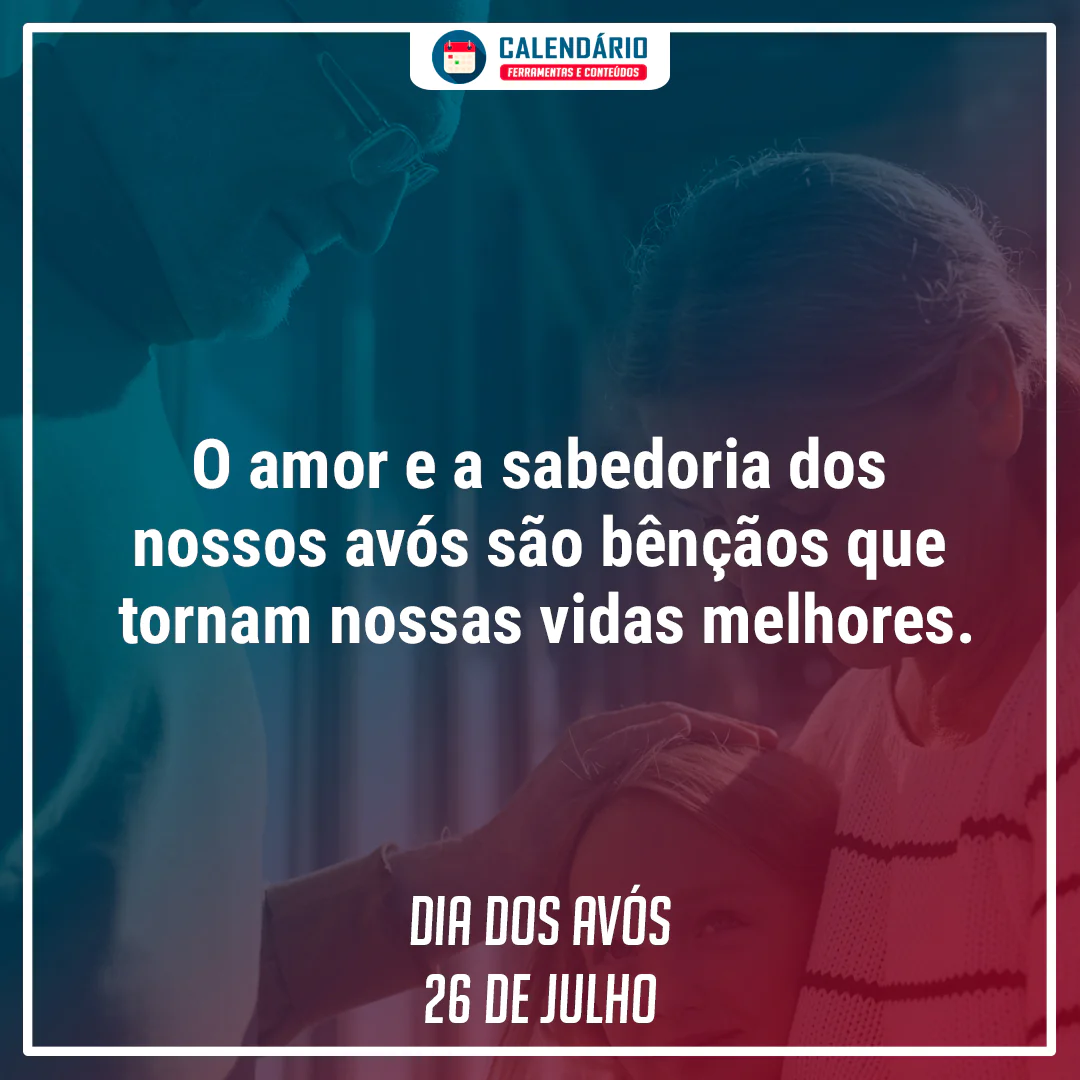 CALENDÁRIO
FERRAMENTAS E CONTEÚDOS
O amor e a sabedoria dos
nossos avós são bênçãos que
tornam nossas vidas melhores.
DIA DOS AVÓS
26 DE JULHO